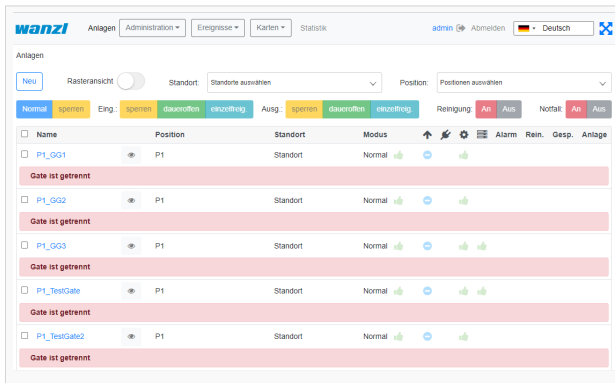 wanzl Anlagen Administration Ereignisse Karten Statistik admin Abmelden Deutsch
Anlagen
Neu Rasteransicht Standort: Standorte auswählen Position: Positionen auswählen
Normal sperren Eing.: sperren daueroffen einzelfreig. Ausg.: sperren daueroffen einzelfreig. Reinigung: An Aus Notfall: An Aus
Name Position Standort Modus Alarm Rein. Gesp. Anlage
P1_GG1 P1 Standort Normal
Gate ist getrennt
P1_GG2 P1 Standort Normal
Gate ist getrennt
P1_GG3 P1 Standort Normal
Gate ist getrennt
P1_TestGate P1 Standort Normal
Gate ist getrennt
P1_TestGate2 P1 Standort Normal
Gate ist getrennt